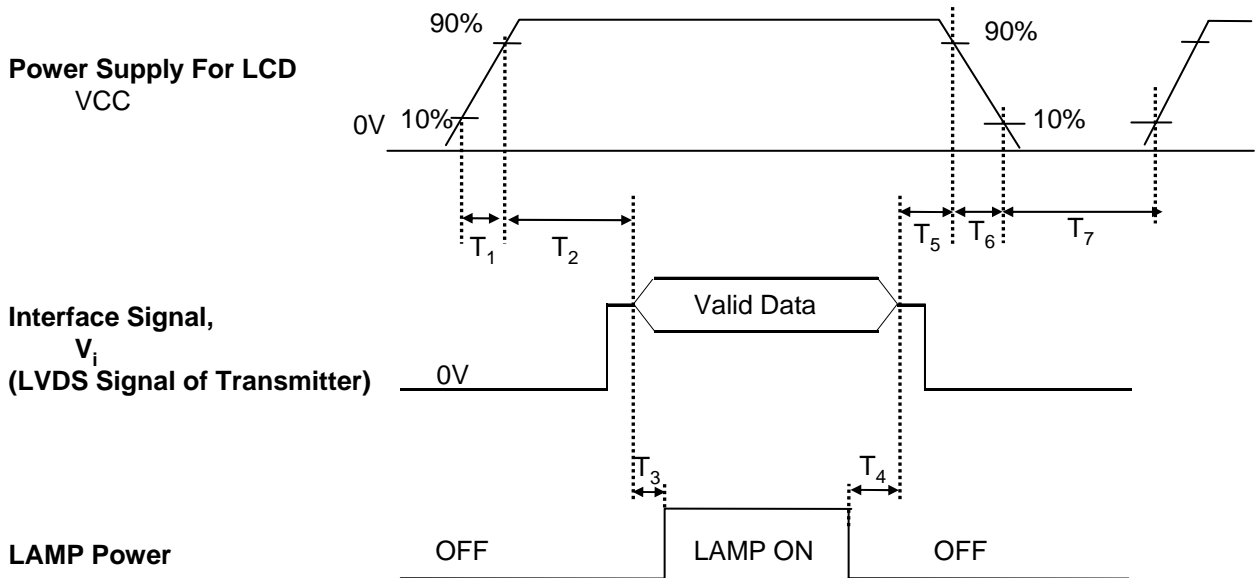 90%
90%
Power Supply For LCD
VCC
0V
10%
10%
T1
T2
T5
T6
T7
Valid Data
Interface Signal,
Vi
(LVDS Signal of Transmitter)
0V
T3
T4
LAMP Power
OFF
LAMP ON
OFF